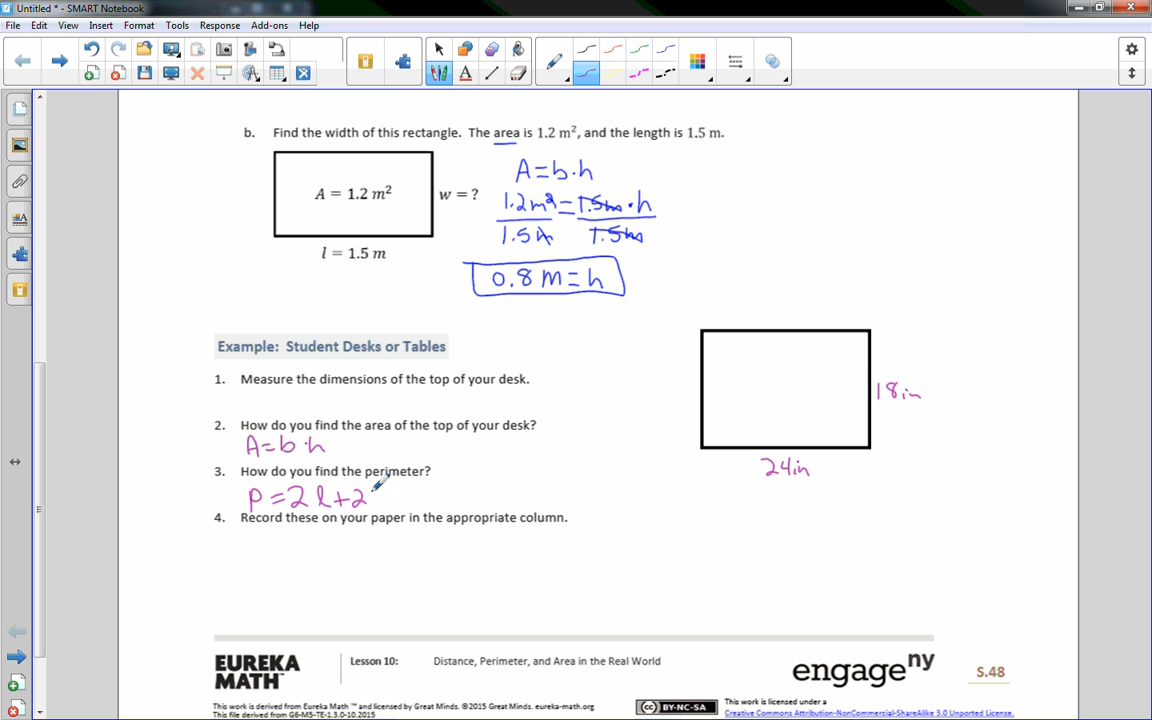 Untitled * - SMART Notebook
File Edit View Insert Format Tools Response Add-ons Help
b. Find the width of this rectangle. The area is 1.2 m², and the length is 1.5 m.
A = 1.2 m²
w = ?
l = 1.5 m
A=b·h
1.2m²=1.5m·h
1.5m 1.5m
0.8 m=h
Example: Student Desks or Tables
1. Measure the dimensions of the top of your desk.
18in
24in
2. How do you find the area of the top of your desk?
A=b·h
3. How do you find the perimeter?
P=2l+2
4. Record these on your paper in the appropriate column.
EUREKA MATH
Lesson 10: Distance, Perimeter, and Area in the Real World
engage ny
S.48
This work is derived from Eureka Math ™ and licensed by Great Minds. ©2015 Great Minds. eureka-math.org
This file derived from G6-M5-TE-1.3.0-10.2015
(cc) BY-NC-SA
This work is licensed under a
Creative Commons Attribution-NonCommercial-ShareAlike 3.0 Unported License.